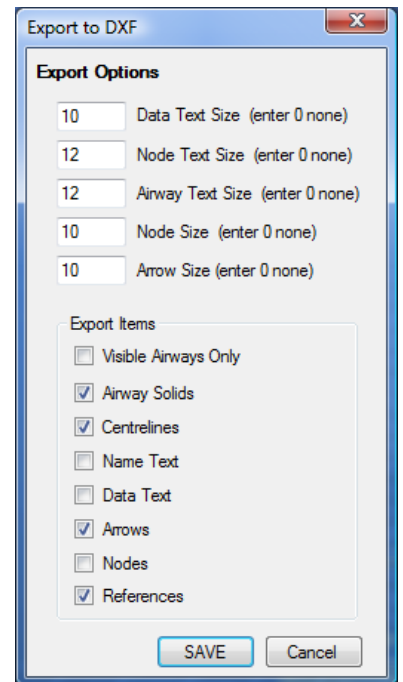 Export to DXF
Export Options
10 Data Text Size (enter 0 none)
12 Node Text Size (enter 0 none)
12 Airway Text Size (enter 0 none)
10 Node Size (enter 0 none)
10 Arrow Size (enter 0 none)
Export Items
Visible Airways Only
Airway Solids
Centrelines
Name Text
Data Text
Arrows
Nodes
References
SAVE Cancel